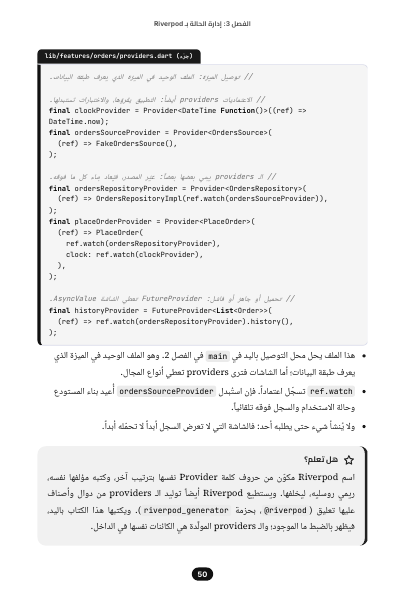 الفصل 3: إدارة الحالة بـ Riverpod
lib/features/orders/providers.dart (جزء)
// توصيل الميزة: الملف الوحيد في الميزة الذي يعرف طبقة البيانات.
// الاعتماديات providers أيضاً: التطبيق يقرؤها، والاختبارات تستبدلها.
final clockProvider = Provider<DateTime Function()>((ref) =>
DateTime.now);
final ordersSourceProvider = Provider<OrdersSource>(
(ref) => FakeOrdersSource(),
);
// الـ providers يبني بعضها بعضاً: غيّر المصدر، فيُعاد بناء كل ما فوقه.
final ordersRepositoryProvider = Provider<OrdersRepository>(
(ref) => OrdersRepositoryImpl(ref.watch(ordersSourceProvider)),
);
final placeOrderProvider = Provider<PlaceOrder>(
(ref) => PlaceOrder(
ref.watch(ordersRepositoryProvider),
clock: ref.watch(clockProvider),
),
);
// تحميل أو جاهز أو فاشل: FutureProvider تعطي الشاشة AsyncValue.
final historyProvider = FutureProvider<List<Order>>(
(ref) => ref.watch(ordersRepositoryProvider).history(),
);
• هذا الملف يحل محل التوصيل باليد في main في الفصل 2. وهو الملف الوحيد في الميزة الذي
يعرف طبقة البيانات؛ أما الشاشات فترى providers تعطي أنواع المجال.
• ref.watch تسجّل اعتماداً. فإن استُبدل ordersSourceProvider أُعيد بناء المستودع
وحالة الاستخدام والسجل فوقه تلقائياً.
• ولا يُنشأ شيء حتى يطلبه أحد: فالشاشة التي لا تعرض السجل أبداً لا تحمّله أبداً.
هل تعلم؟
اسم Riverpod مكوّن من حروف كلمة Provider نفسها بترتيب آخر، وكتبه مؤلفها نفسه،
ريمي روسليه، ليخلفها. ويستطيع Riverpod أيضاً توليد الـ providers من دوال وأصناف
عليها تعليق (@riverpod، بحزمة riverpod_generator). ويكتبها هذا الكتاب باليد،
فيظهر بالضبط ما الموجود؛ والـ providers المولّدة هي الكائنات نفسها في الداخل.
50